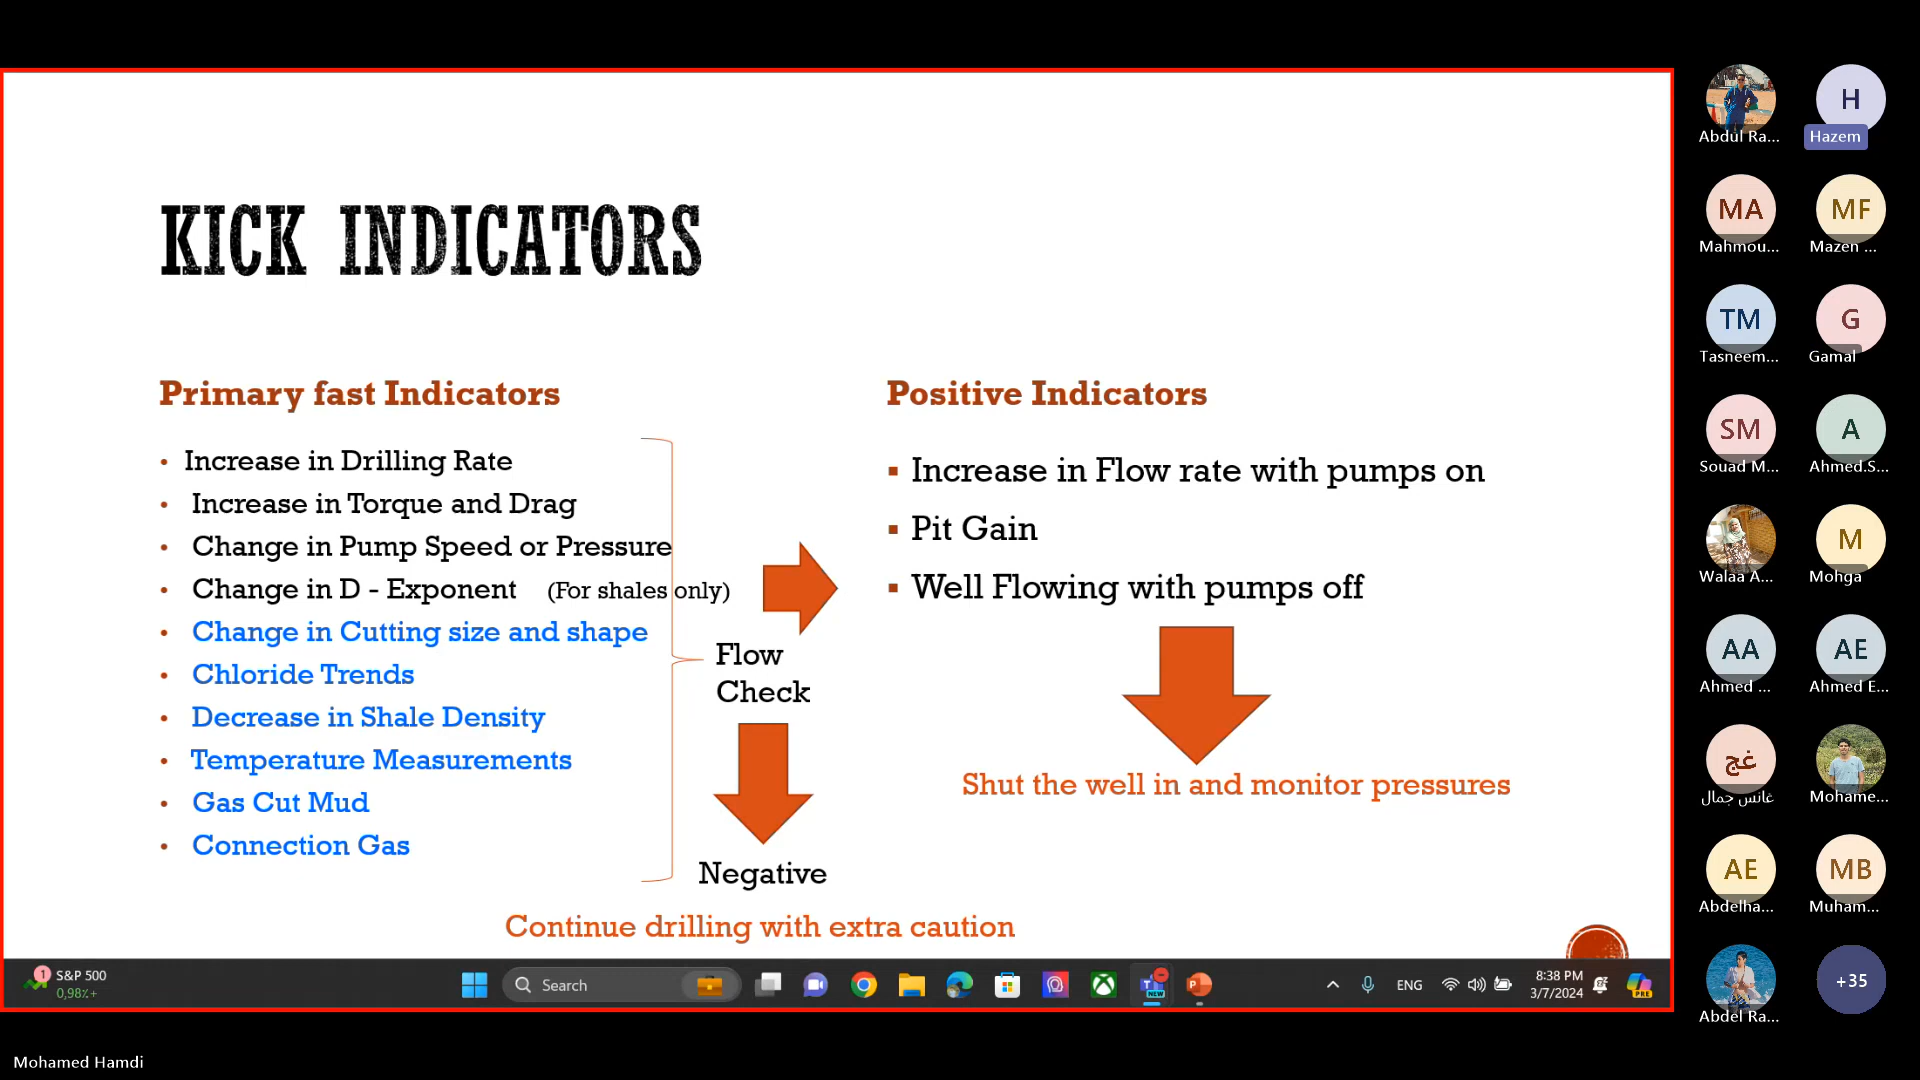 KICK INDICATORS
Primary fast Indicators
Increase in Drilling Rate
Increase in Torque and Drag
Change in Pump Speed or Pressure
Change in D - Exponent (For shales only)
Change in Cutting size and shape
Chloride Trends
Decrease in Shale Density
Temperature Measurements
Gas Cut Mud
Connection Gas
Flow
Check
Negative
Continue drilling with extra caution
Positive Indicators
Increase in Flow rate with pumps on
Pit Gain
Well Flowing with pumps off
Shut the well in and monitor pressures
1
S&P 500
0,98٪+
Search
NEW
ENG
8:38 PM
3/7/2024
PRE
Mohamed Hamdi
Abdul Ra...
H
Hazem
MA
Mahmou...
MF
Mazen ...
TM
Tasneem...
G
Gamal
SM
Souad M...
A
Ahmed.S...
Walaa A...
M
Mohga
AA
Ahmed ...
AE
Ahmed E...
غج
غانس جمال
Mohame...
AE
Abdelha...
MB
Muham...
Abdel Ra...
+35